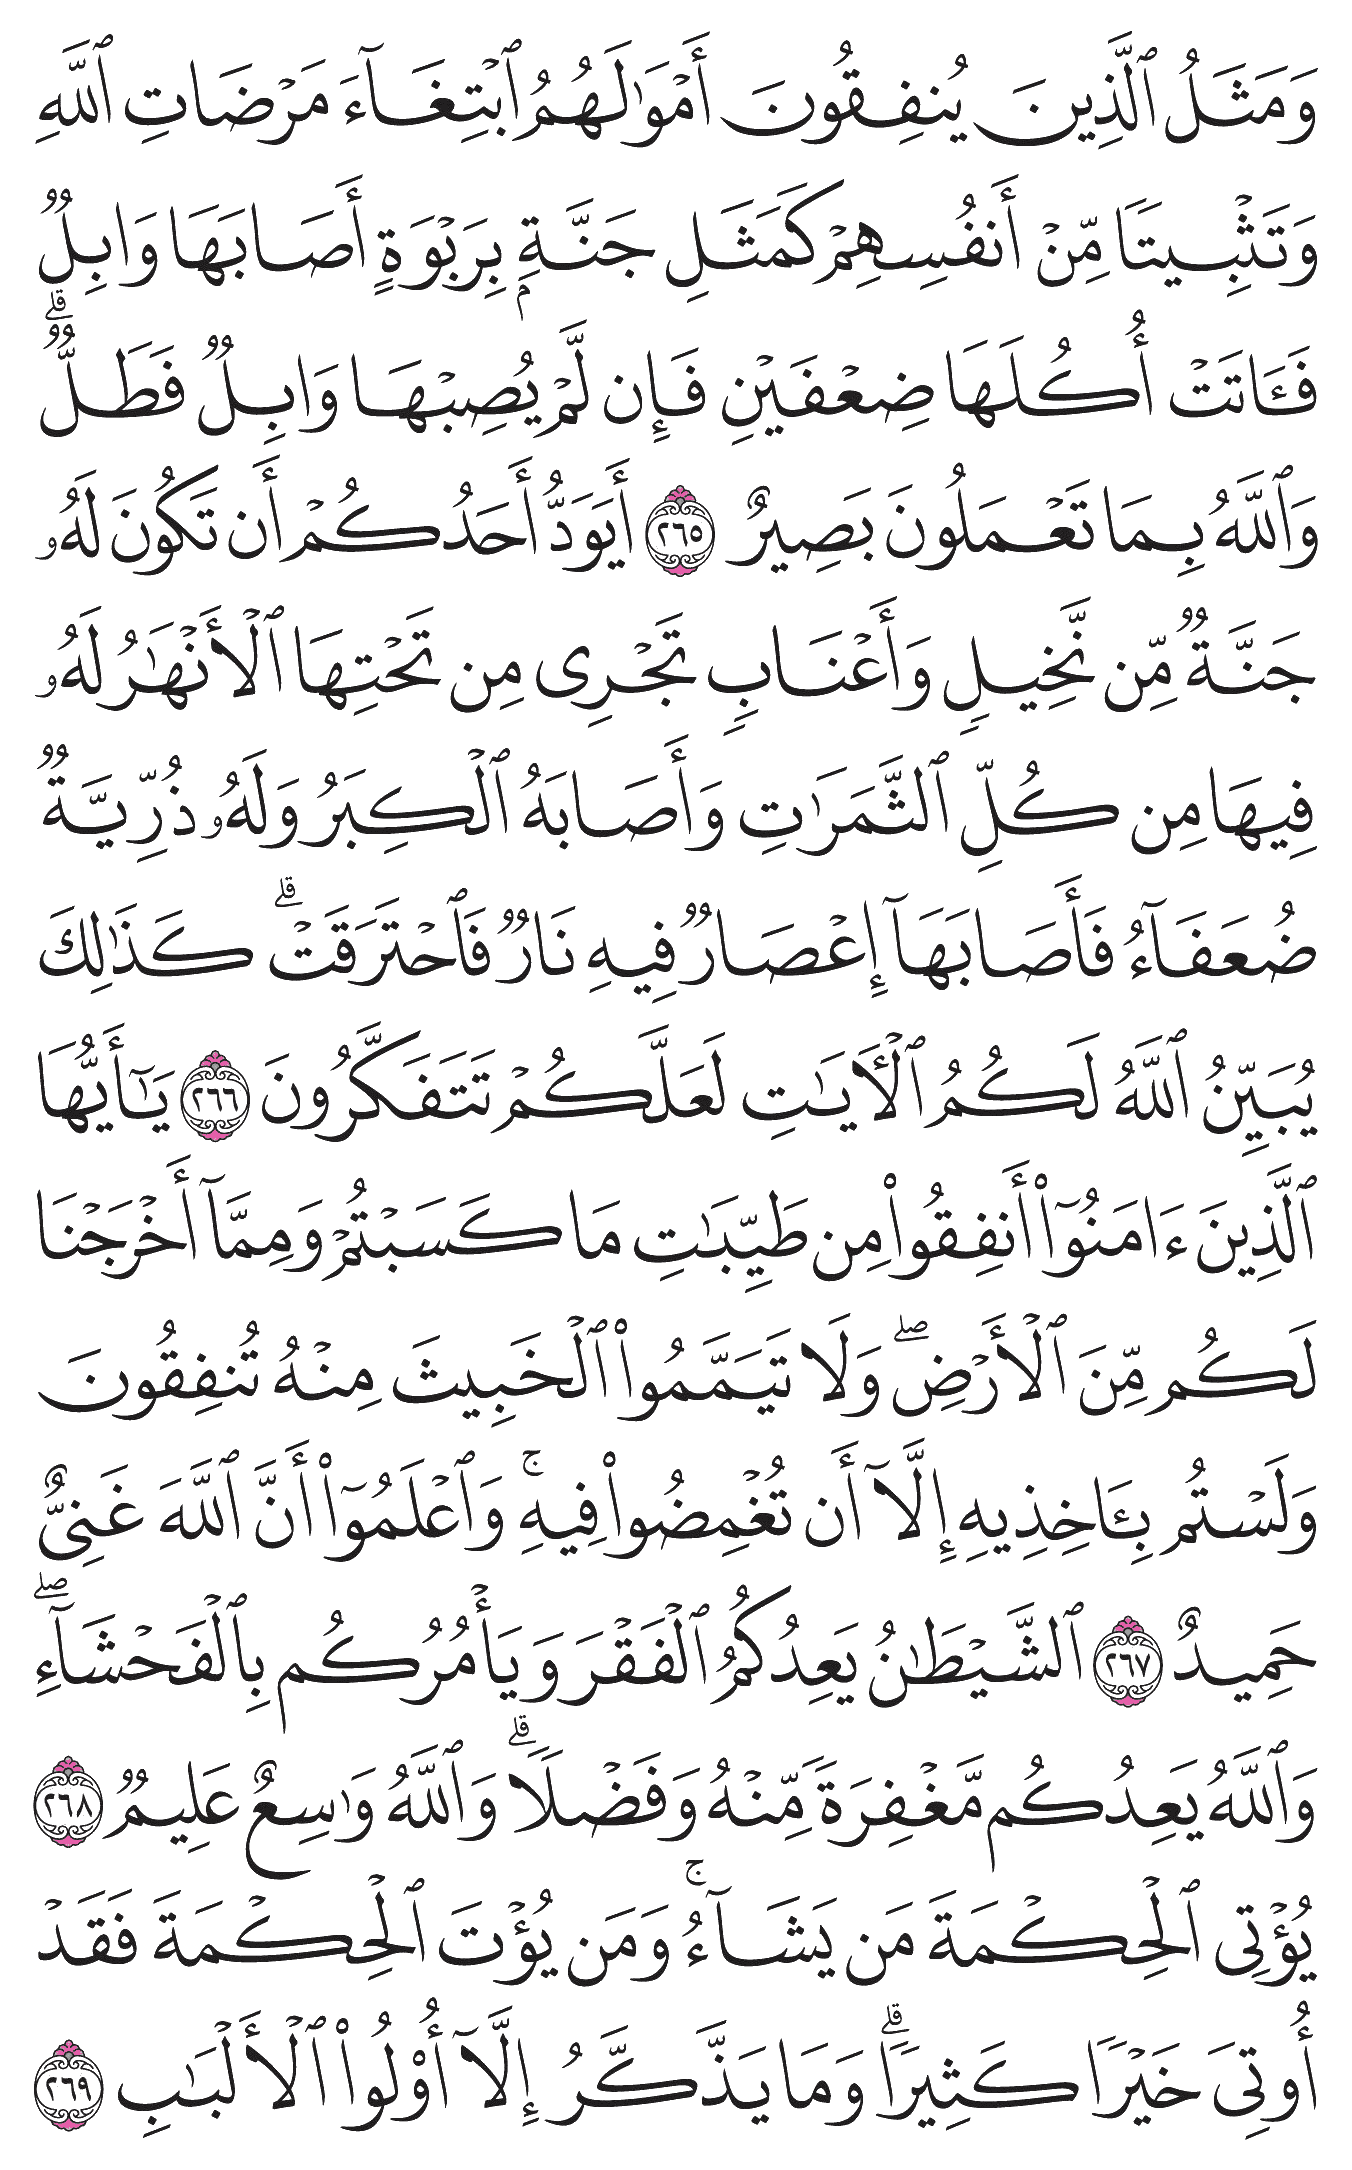 وَمَثَلُ ٱلَّذِينَ يُنفِقُونَ أَمۡوَٰلَهُمُ ٱبۡتِغَآءَ مَرۡضَاتِ ٱللَّهِ
وَتَثۡبِيتٗا مِّنۡ أَنفُسِهِمۡ كَمَثَلِ جَنَّةِۭ بِرَبۡوَةٍ أَصَابَهَا وَابِلٞ
فَـَٔاتَتۡ أُكُلَهَا ضِعۡفَيۡنِ فَإِن لَّمۡ يُصِبۡهَا وَابِلٞ فَطَلّٞۗ
وَٱللَّهُ بِمَا تَعۡمَلُونَ بَصِيرٌ ٢٦٥ أَيَوَدُّ أَحَدُكُمۡ أَن تَكُونَ لَهُۥ
جَنَّةٞ مِّن نَّخِيلٖ وَأَعۡنَابٖ تَجۡرِي مِن تَحۡتِهَا ٱلۡأَنۡهَٰرُ لَهُۥ
فِيهَا مِن كُلِّ ٱلثَّمَرَٰتِ وَأَصَابَهُ ٱلۡكِبَرُ وَلَهُۥ ذُرِّيَّةٞ
ضُعَفَآءُ فَأَصَابَهَآ إِعۡصَارٞ فِيهِ نَارٞ فَٱحۡتَرَقَتۡۗ كَذَٰلِكَ
يُبَيِّنُ ٱللَّهُ لَكُمُ ٱلۡأٓيَٰتِ لَعَلَّكُمۡ تَتَفَكَّرُونَ ٢٦٦ يَٰٓأَيُّهَا
ٱلَّذِينَ ءَامَنُوٓاْ أَنفِقُواْ مِن طَيِّبَٰتِ مَا كَسَبۡتُمۡ وَمِمَّآ أَخۡرَجۡنَا
لَكُم مِّنَ ٱلۡأَرۡضِۖ وَلَا تَيَمَّمُواْ ٱلۡخَبِيثَ مِنۡهُ تُنفِقُونَ
وَلَسۡتُم بِـَٔاخِذِيهِ إِلَّآ أَن تُغۡمِضُواْ فِيهِۚ وَٱعۡلَمُوٓاْ أَنَّ ٱللَّهَ غَنِيٌّ
حَمِيدٌ ٢٦٧ ٱلشَّيۡطَٰنُ يَعِدُكُمُ ٱلۡفَقۡرَ وَيَأۡمُرُكُم بِٱلۡفَحۡشَآءِۖ
وَٱللَّهُ يَعِدُكُم مَّغۡفِرَةٗ مِّنۡهُ وَفَضۡلٗاۗ وَٱللَّهُ وَٰسِعٌ عَلِيمٞ ٢٦٨
يُؤۡتِي ٱلۡحِكۡمَةَ مَن يَشَآءُۚ وَمَن يُؤۡتَ ٱلۡحِكۡمَةَ فَقَدۡ
أُوتِيَ خَيۡرٗا كَثِيرٗاۗ وَمَا يَذَّكَّرُ إِلَّآ أُوْلُواْ ٱلۡأَلۡبَٰبِ ٢٦٩